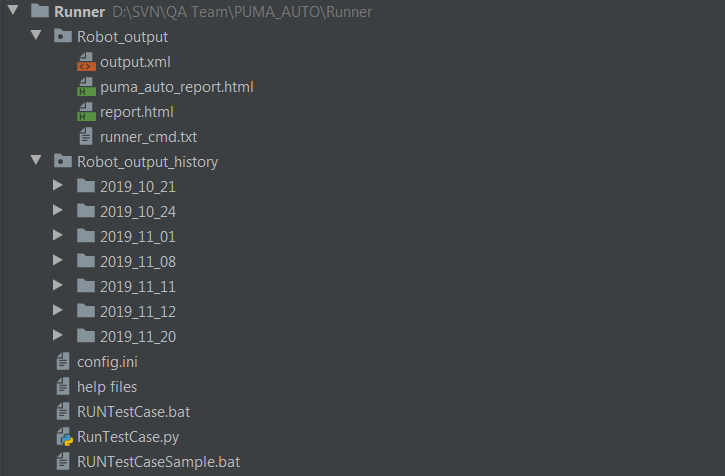 Runner D:\SVN\QA Team\PUMA_AUTO\Runner
Robot_output
output.xml
puma_auto_report.html
report.html
runner_cmd.txt
Robot_output_history
2019_10_21
2019_10_24
2019_11_01
2019_11_08
2019_11_11
2019_11_12
2019_11_20
config.ini
help files
RUNTestCase.bat
RunTestCase.py
RUNTestCaseSample.bat